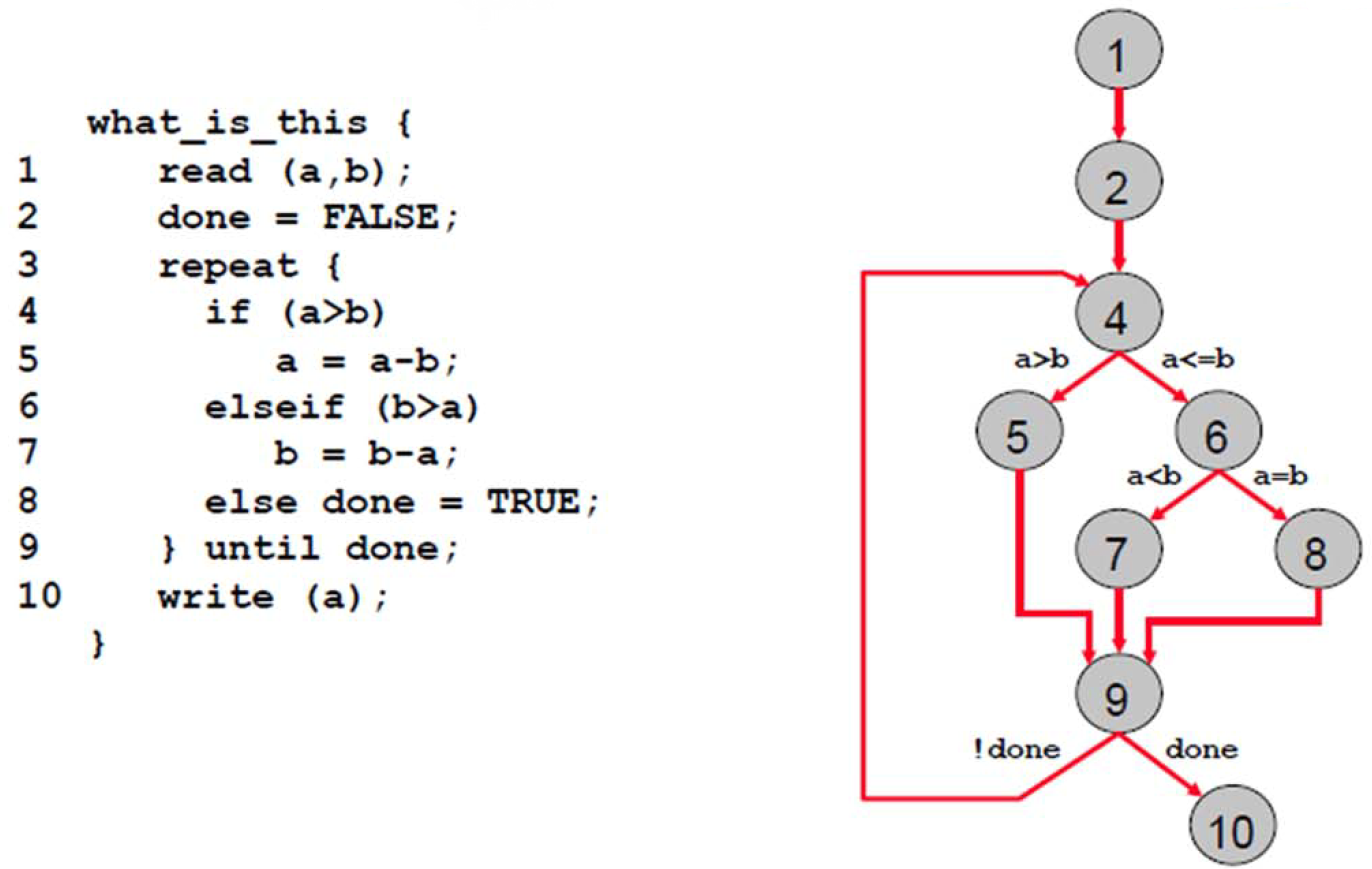 what_is_this {
1 read (a,b);
2 done = FALSE;
3 repeat {
4 if (a>b)
5 a = a-b;
6 elseif (b>a)
7 b = b-a;
8 else done = TRUE;
9 } until done;
10 write (a);
}
1
2
4
a>b a<=b
5 6
a<b a=b
7 8
9
!done done
10